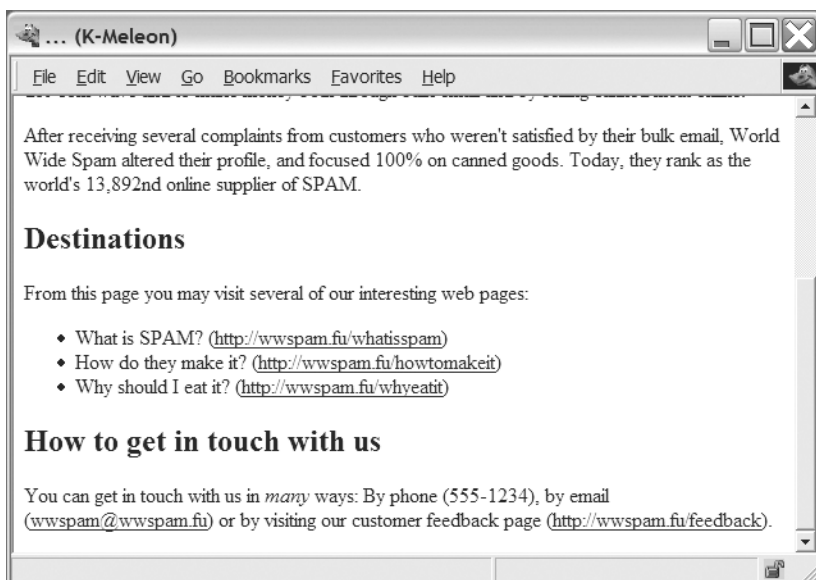 ... (K-Meleon)
File Edit View Go Bookmarks Favorites Help
After receiving several complaints from customers who weren't satisfied by their bulk email, World
Wide Spam altered their profile, and focused 100% on canned goods. Today, they rank as the
world's 13,892nd online supplier of SPAM.
Destinations
From this page you may visit several of our interesting web pages:
• What is SPAM? (http://wwspam.fu/whatisspam)
• How do they make it? (http://wwspam.fu/howtomakeit)
• Why should I eat it? (http://wwspam.fu/whyeatit)
How to get in touch with us
You can get in touch with us in many ways: By phone (555-1234), by email
(wwspam@wwspam.fu) or by visiting our customer feedback page (http://wwspam.fu/feedback).